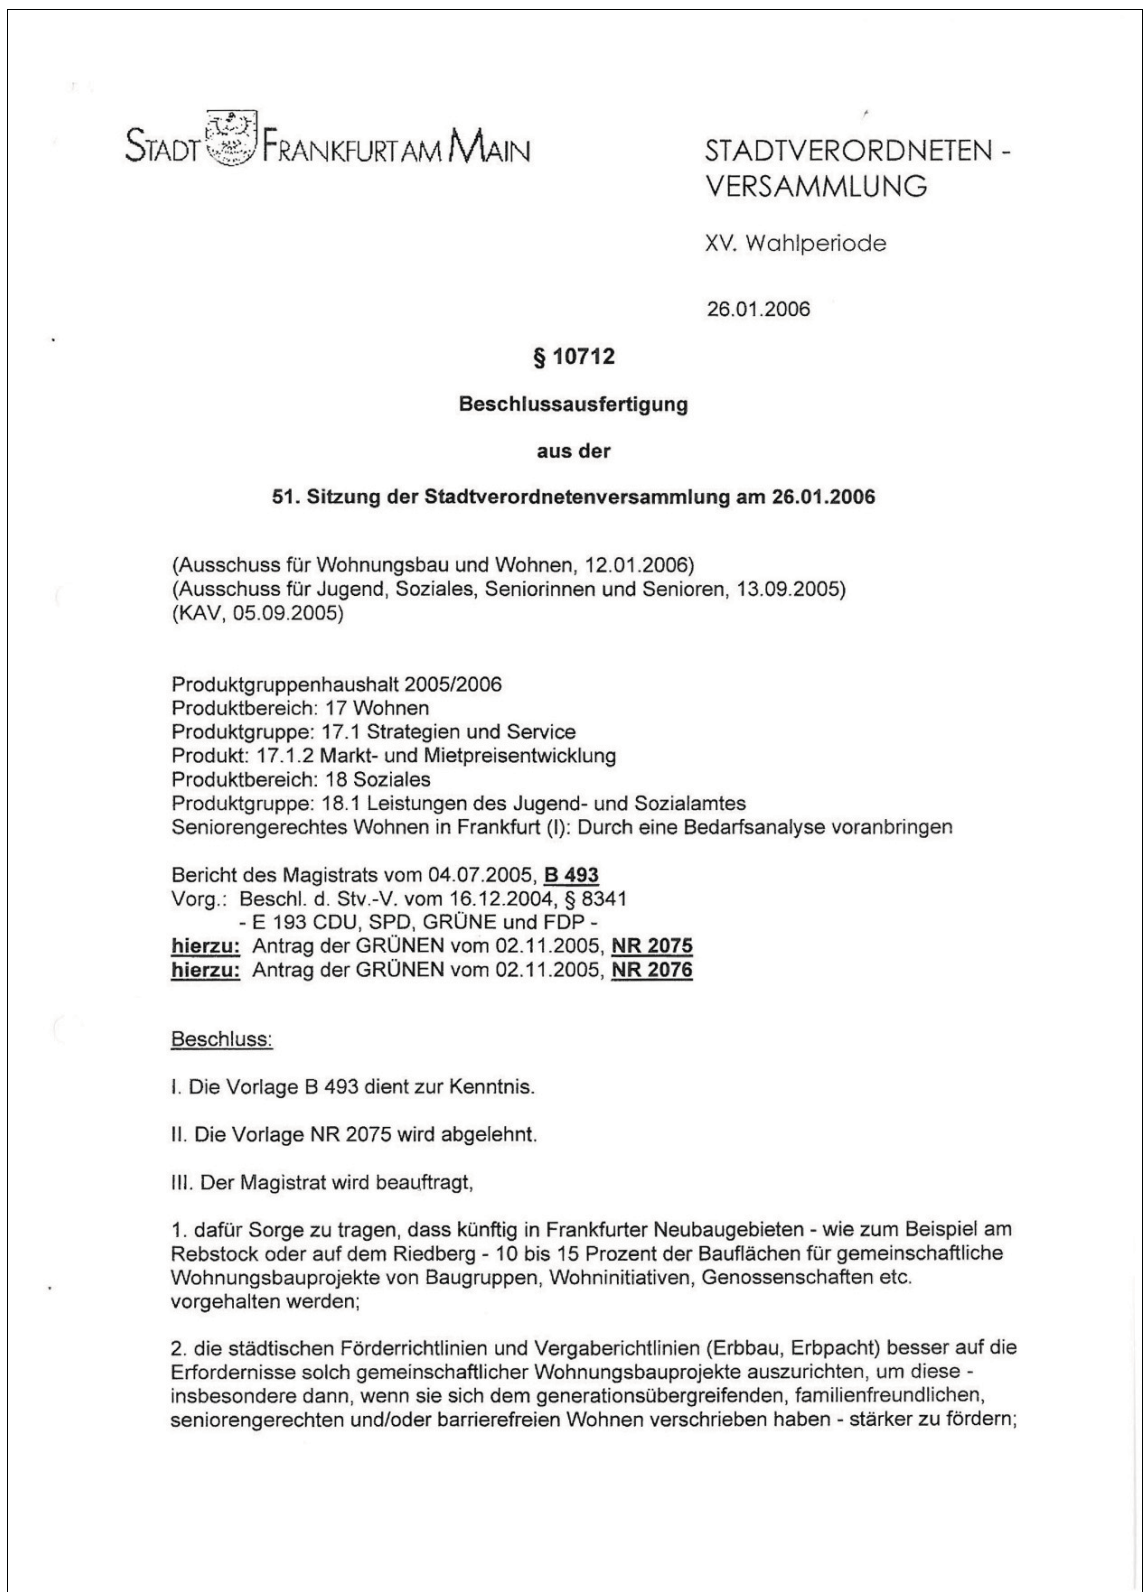 STADT FRANKFURT AM MAIN
STADTVERORDNETEN -
VERSAMMLUNG
XV. Wahlperiode
26.01.2006
§ 10712
Beschlussausfertigung
aus der
51. Sitzung der Stadtverordnetenversammlung am 26.01.2006
(Ausschuss für Wohnungsbau und Wohnen, 12.01.2006)
(Ausschuss für Jugend, Soziales, Seniorinnen und Senioren, 13.09.2005)
(KAV, 05.09.2005)
Produktgruppenhaushalt 2005/2006
Produktbereich: 17 Wohnen
Produktgruppe: 17.1 Strategien und Service
Produkt: 17.1.2 Markt- und Mietpreisentwicklung
Produktbereich: 18 Soziales
Produktgruppe: 18.1 Leistungen des Jugend- und Sozialamtes
Seniorengerechtes Wohnen in Frankfurt (I): Durch eine Bedarfsanalyse voranbringen
Bericht des Magistrats vom 04.07.2005, B 493
Vorg.: Beschl. d. Stv.-V. vom 16.12.2004, § 8341
- E 193 CDU, SPD, GRÜNE und FDP -
hierzu: Antrag der GRÜNEN vom 02.11.2005, NR 2075
hierzu: Antrag der GRÜNEN vom 02.11.2005, NR 2076
Beschluss:
I. Die Vorlage B 493 dient zur Kenntnis.
II. Die Vorlage NR 2075 wird abgelehnt.
III. Der Magistrat wird beauftragt,
1. dafür Sorge zu tragen, dass künftig in Frankfurter Neubaugebieten - wie zum Beispiel am
Rebstock oder auf dem Riedberg - 10 bis 15 Prozent der Bauflächen für gemeinschaftliche
Wohnungsbauprojekte von Baugruppen, Wohninitiativen, Genossenschaften etc.
vorgehalten werden;
2. die städtischen Förderrichtlinien und Vergaberichtlinien (Erbbau, Erbpacht) besser auf die
Erfordernisse solch gemeinschaftlicher Wohnungsbauprojekte auszurichten, um diese -
insbesondere dann, wenn sie sich dem generationsübergreifenden, familienfreundlichen,
seniorengerechten und/oder barrierefreien Wohnen verschrieben haben - stärker zu fördern;